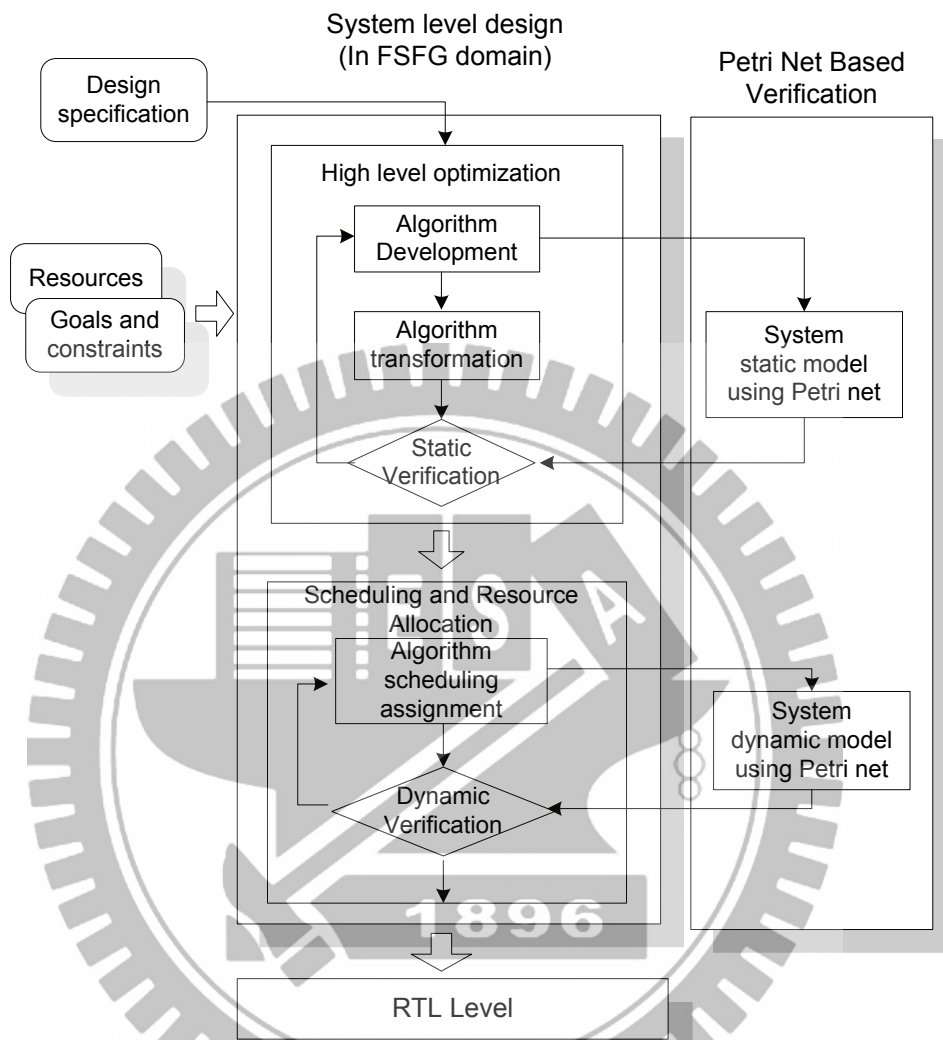 System level design
(In FSFG domain)
Petri Net Based
Verification
Design
specification
High level optimization
Algorithm
Development
Resources
Goals and
constraints
Algorithm
transformation
System
static model
using Petri net
Static
Verification
ESA
Scheduling and Resource
Allocation
Algorithm
scheduling
assignment
System
dynamic model
using Petri net
Dynamic
Verification
1896
RTL Level